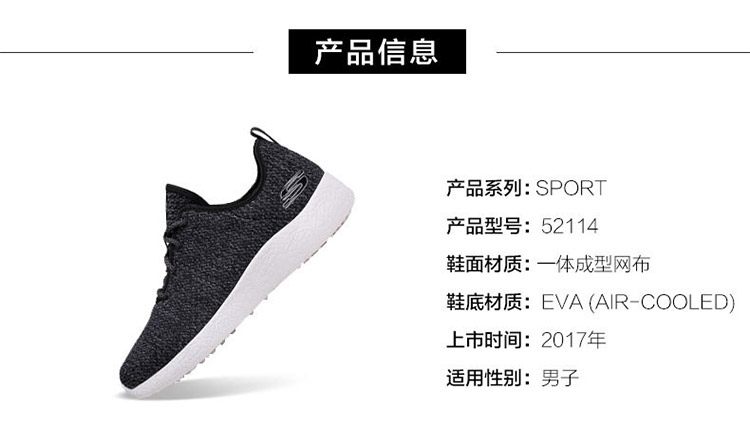 产品信息
产品系列：SPORT
产品型号：52114
鞋面材质：一体成型网布
鞋底材质：EVA (AIR-COOLED)
上市时间：2017年
适用性别：男子